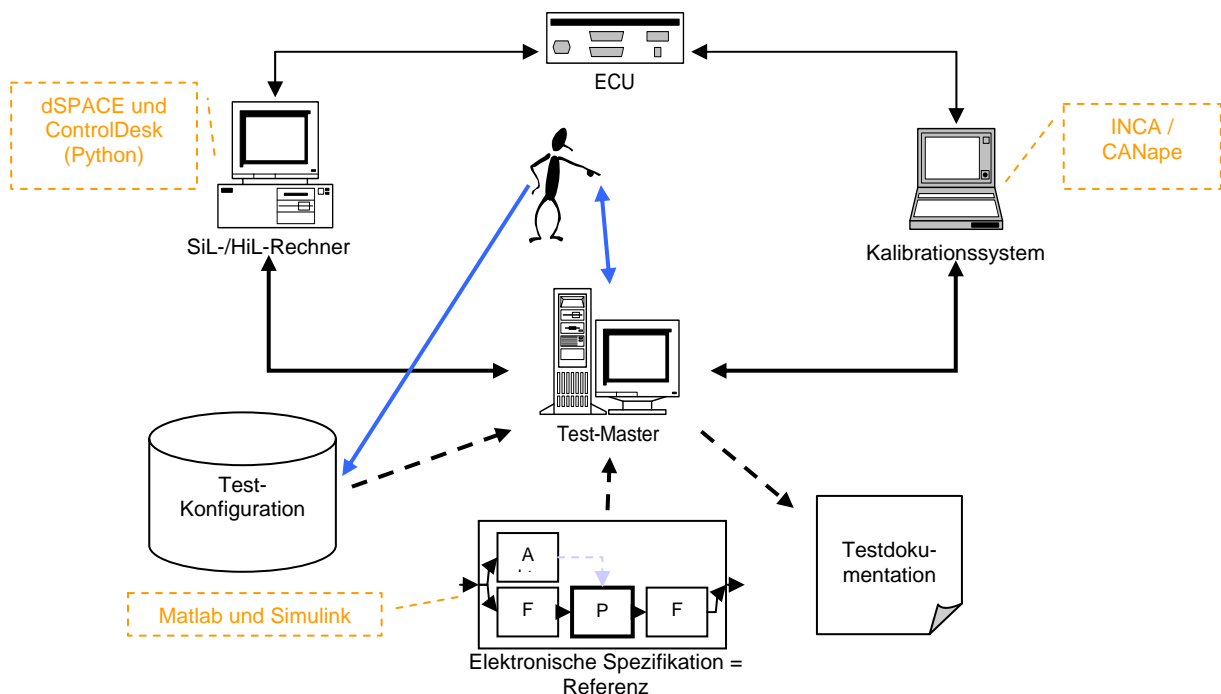 ECU
dSPACE und
ControlDesk
(Python)
INCA /
CANape
SiL-/HiL-Rechner
Kalibrationssystem
Test-Master
Test-
Konfiguration
A
F
P
F
Testdoku-
mentation
Matlab und Simulink
Elektronische Spezifikation =
Referenz